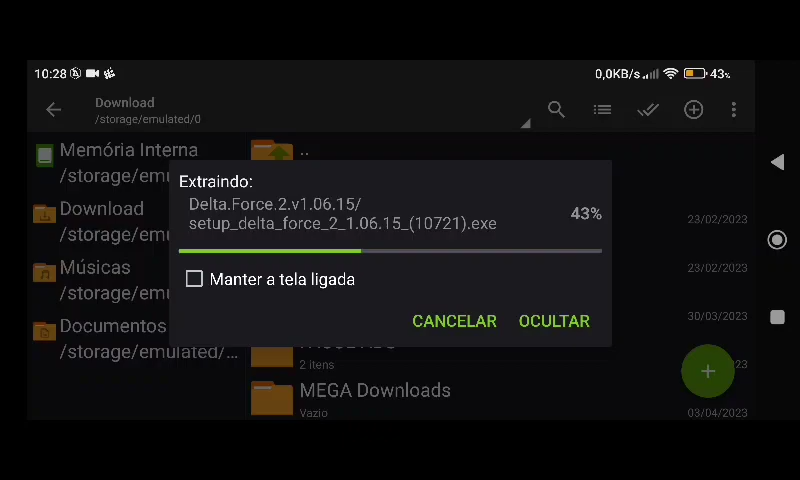 10:28
0,0KB/s
43%
Download
/storage/emulated/0
Memória Interna
/storage/emul
..
Extraindo:
Delta.Force.2.v1.06.15/
setup_delta_force_2_1.06.15_(10721).exe
43%
Download
/storage/emu
23/02/2023
Músicas
/storage/emu
23/02/2023
Manter a tela ligada
Documentos
/storage/emulated/...
30/03/2023
CANCELAR
OCULTAR
2 itens
23
MEGA Downloads
Vazio
03/04/2023